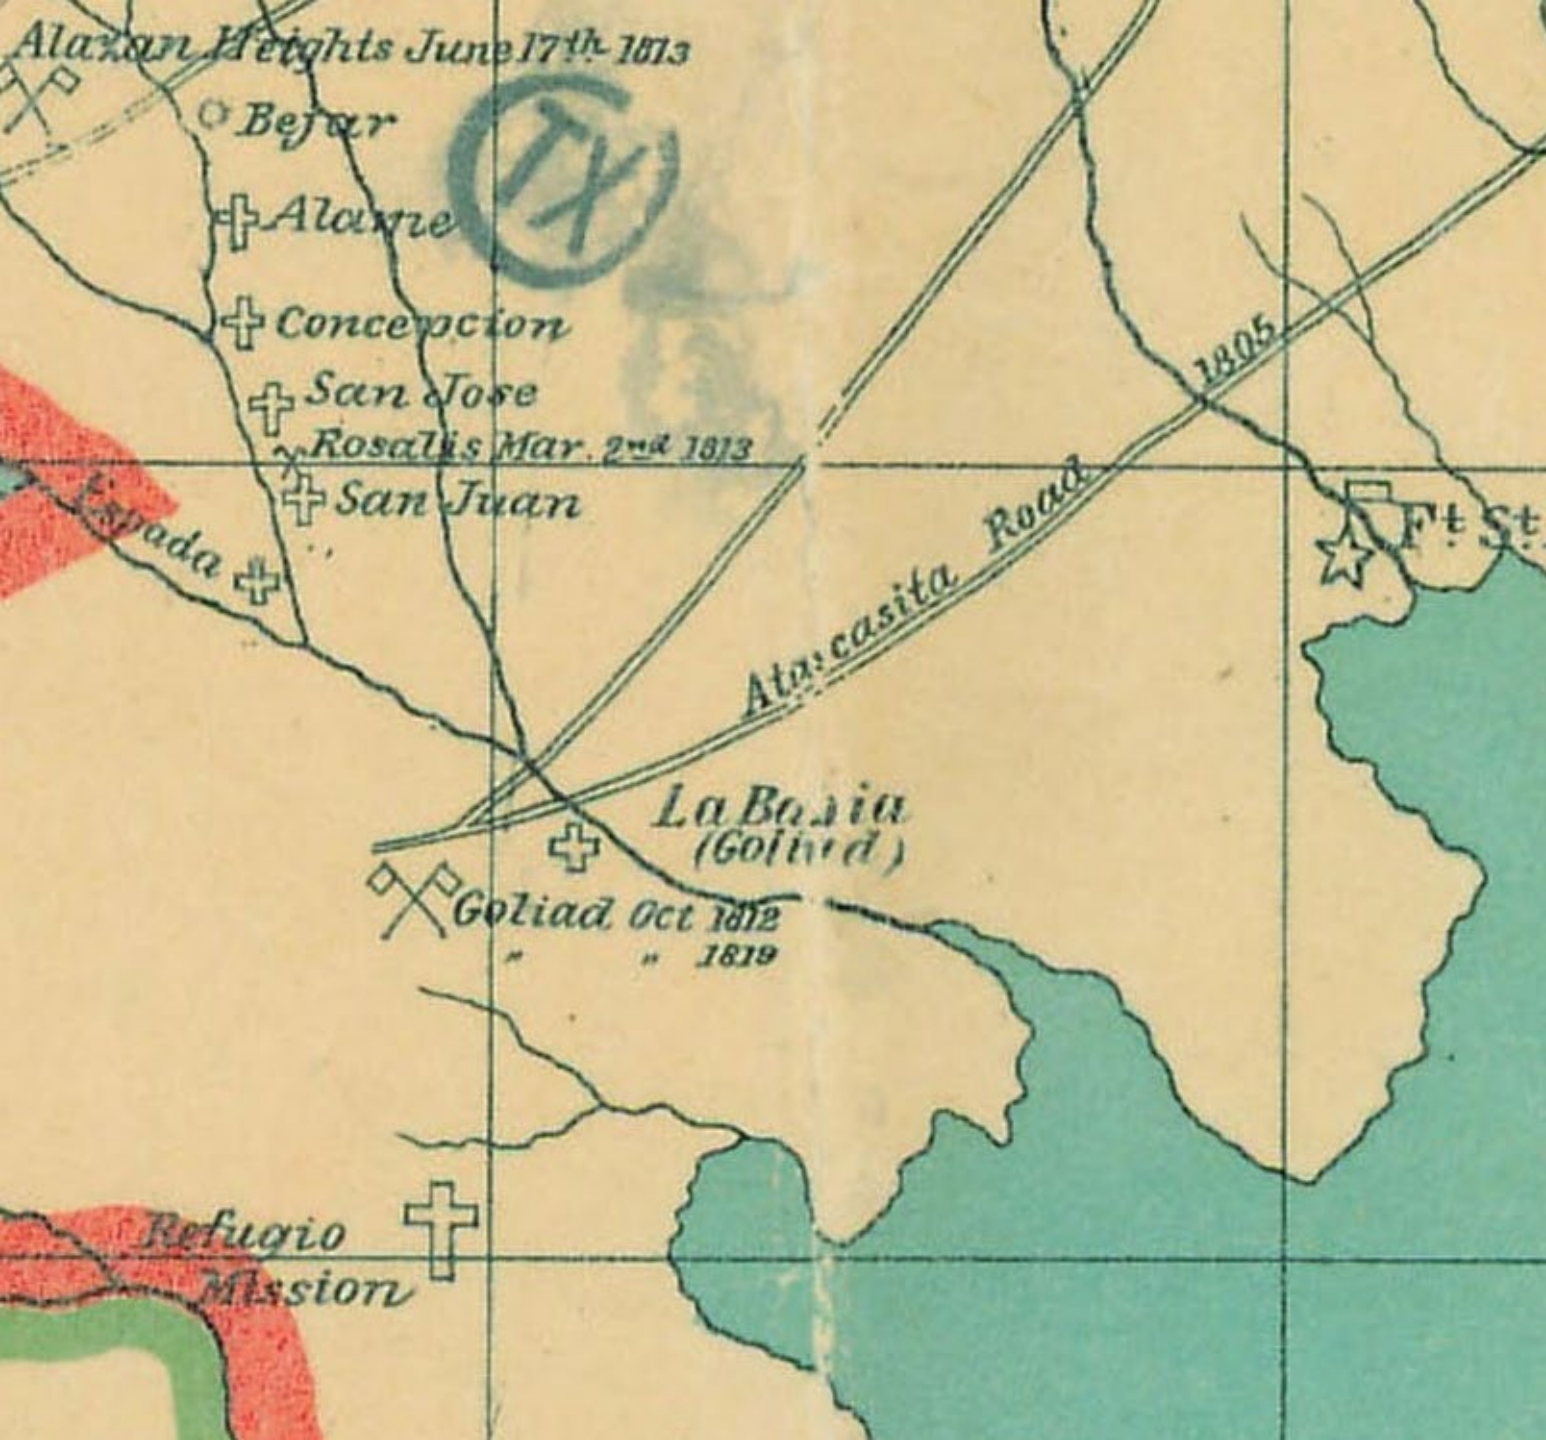 Alazan Heights June 17th 1813
Bejar
TX
Alame
Concepcion
San Jose
Rosalis Mar. 2nd 1813
San Juan
Espada
1805
Atascasita Road
Ft. St.
La Bahia
(Goliad)
Goliad Oct 1812
" " 1819
Refugio
Mission